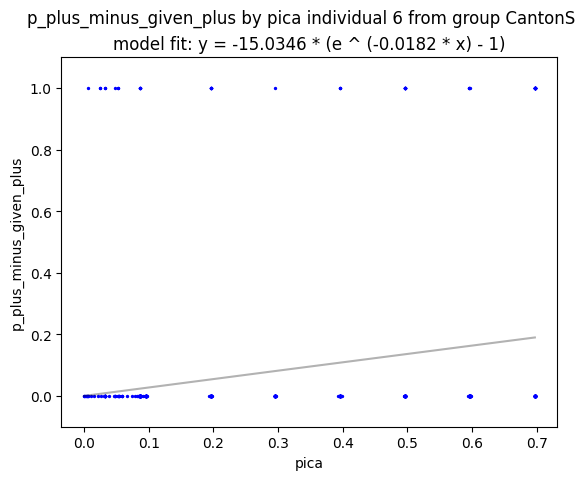 p_plus_minus_given_plus by pica individual 6 from group CantonS
model fit: y = -15.0346 * (e ^ (-0.0182 * x) - 1)
1.0
0.8
0.6
0.4
0.2
0.0
p_plus_minus_given_plus
0.0 0.1 0.2 0.3 0.4 0.5 0.6 0.7
pica